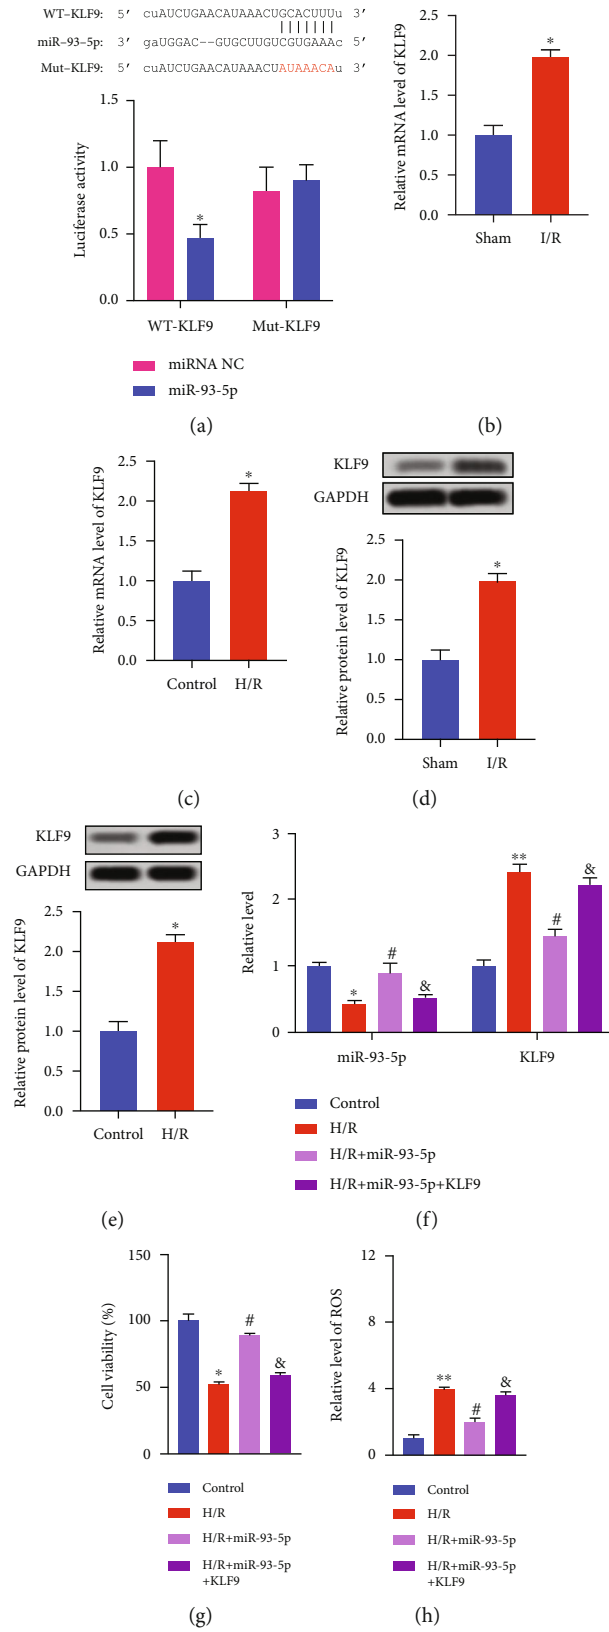 WT–KLF9: 5′ cuAUCUGAACAUAAACUGCACUUUu 3′
miR–93–5p: 3′ gaUGGAC--GUGCUUGUCGUGAAAc 5′
Mut–KLF9: 5′ cuAUCUGAACAUAAACUAUAAACAu 3′
Luciferase activity
1.5
1.0
0.5
0.0
*
WT-KLF9 Mut-KLF9
miRNA NC
miR-93-5p
(a)
Relative mRNA level of KLF9
2.5
2.0
1.5
1.0
0.5
0.0
*
Sham I/R
(b)
Relative mRNA level of KLF9
2.5
2.0
1.5
1.0
0.5
0.0
*
Control H/R
(c)
KLF9
GAPDH
Relative protein level of KLF9
2.5
2.0
1.5
1.0
0.5
0.0
*
Sham I/R
(d)
KLF9
GAPDH
Relative protein level of KLF9
2.5
2.0
1.5
1.0
0.5
0.0
*
Control H/R
(e)
Relative level
3
2
1
0
* # & ** # &
miR-93-5p KLF9
Control
H/R
H/R+miR-93-5p
H/R+miR-93-5p+KLF9
(f)
Cell viability (%)
150
100
50
0
* # &
Control
H/R
H/R+miR-93-5p
H/R+miR-93-5p
+KLF9
(g)
Relative level of ROS
12
8
4
0
** # &
Control
H/R
H/R+miR-93-5p
H/R+miR-93-5p
+KLF9
(h)